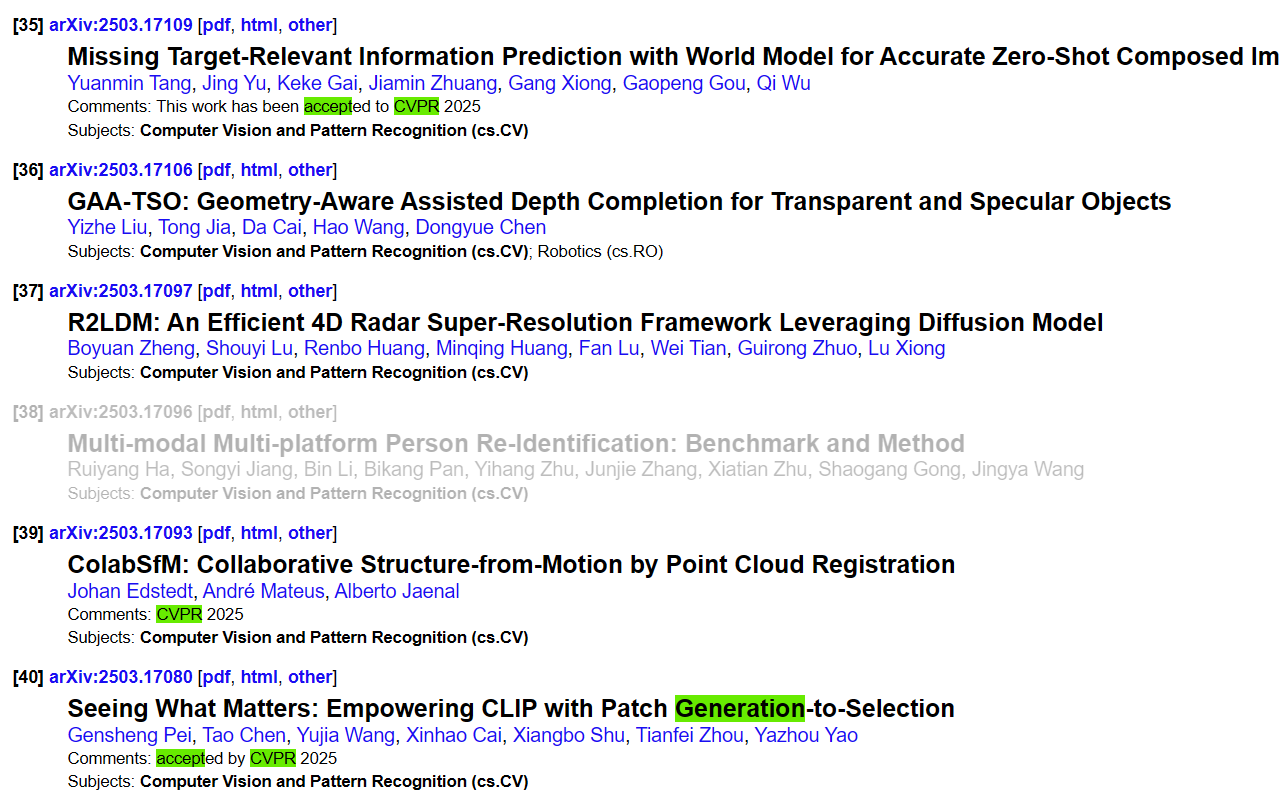 [35] arXiv:2503.17109 [pdf, html, other]
Missing Target-Relevant Information Prediction with World Model for Accurate Zero-Shot Composed Im
Yuanmin Tang, Jing Yu, Keke Gai, Jiamin Zhuang, Gang Xiong, Gaopeng Gou, Qi Wu
Comments: This work has been accepted to CVPR 2025
Subjects: Computer Vision and Pattern Recognition (cs.CV)
[36] arXiv:2503.17106 [pdf, html, other]
GAA-TSO: Geometry-Aware Assisted Depth Completion for Transparent and Specular Objects
Yizhe Liu, Tong Jia, Da Cai, Hao Wang, Dongyue Chen
Subjects: Computer Vision and Pattern Recognition (cs.CV); Robotics (cs.RO)
[37] arXiv:2503.17097 [pdf, html, other]
R2LDM: An Efficient 4D Radar Super-Resolution Framework Leveraging Diffusion Model
Boyuan Zheng, Shouyi Lu, Renbo Huang, Minqing Huang, Fan Lu, Wei Tian, Guirong Zhuo, Lu Xiong
Subjects: Computer Vision and Pattern Recognition (cs.CV)
[38] arXiv:2503.17096 [pdf, html, other]
Multi-modal Multi-platform Person Re-Identification: Benchmark and Method
Ruiyang Ha, Songyi Jiang, Bin Li, Bikang Pan, Yihang Zhu, Junjie Zhang, Xiatian Zhu, Shaogang Gong, Jingya Wang
Subjects: Computer Vision and Pattern Recognition (cs.CV)
[39] arXiv:2503.17093 [pdf, html, other]
ColabSfM: Collaborative Structure-from-Motion by Point Cloud Registration
Johan Edstedt, André Mateus, Alberto Jaenal
Comments: CVPR 2025
Subjects: Computer Vision and Pattern Recognition (cs.CV)
[40] arXiv:2503.17080 [pdf, html, other]
Seeing What Matters: Empowering CLIP with Patch Generation-to-Selection
Gensheng Pei, Tao Chen, Yujia Wang, Xinhao Cai, Xiangbo Shu, Tianfei Zhou, Yazhou Yao
Comments: accepted by CVPR 2025
Subjects: Computer Vision and Pattern Recognition (cs.CV)